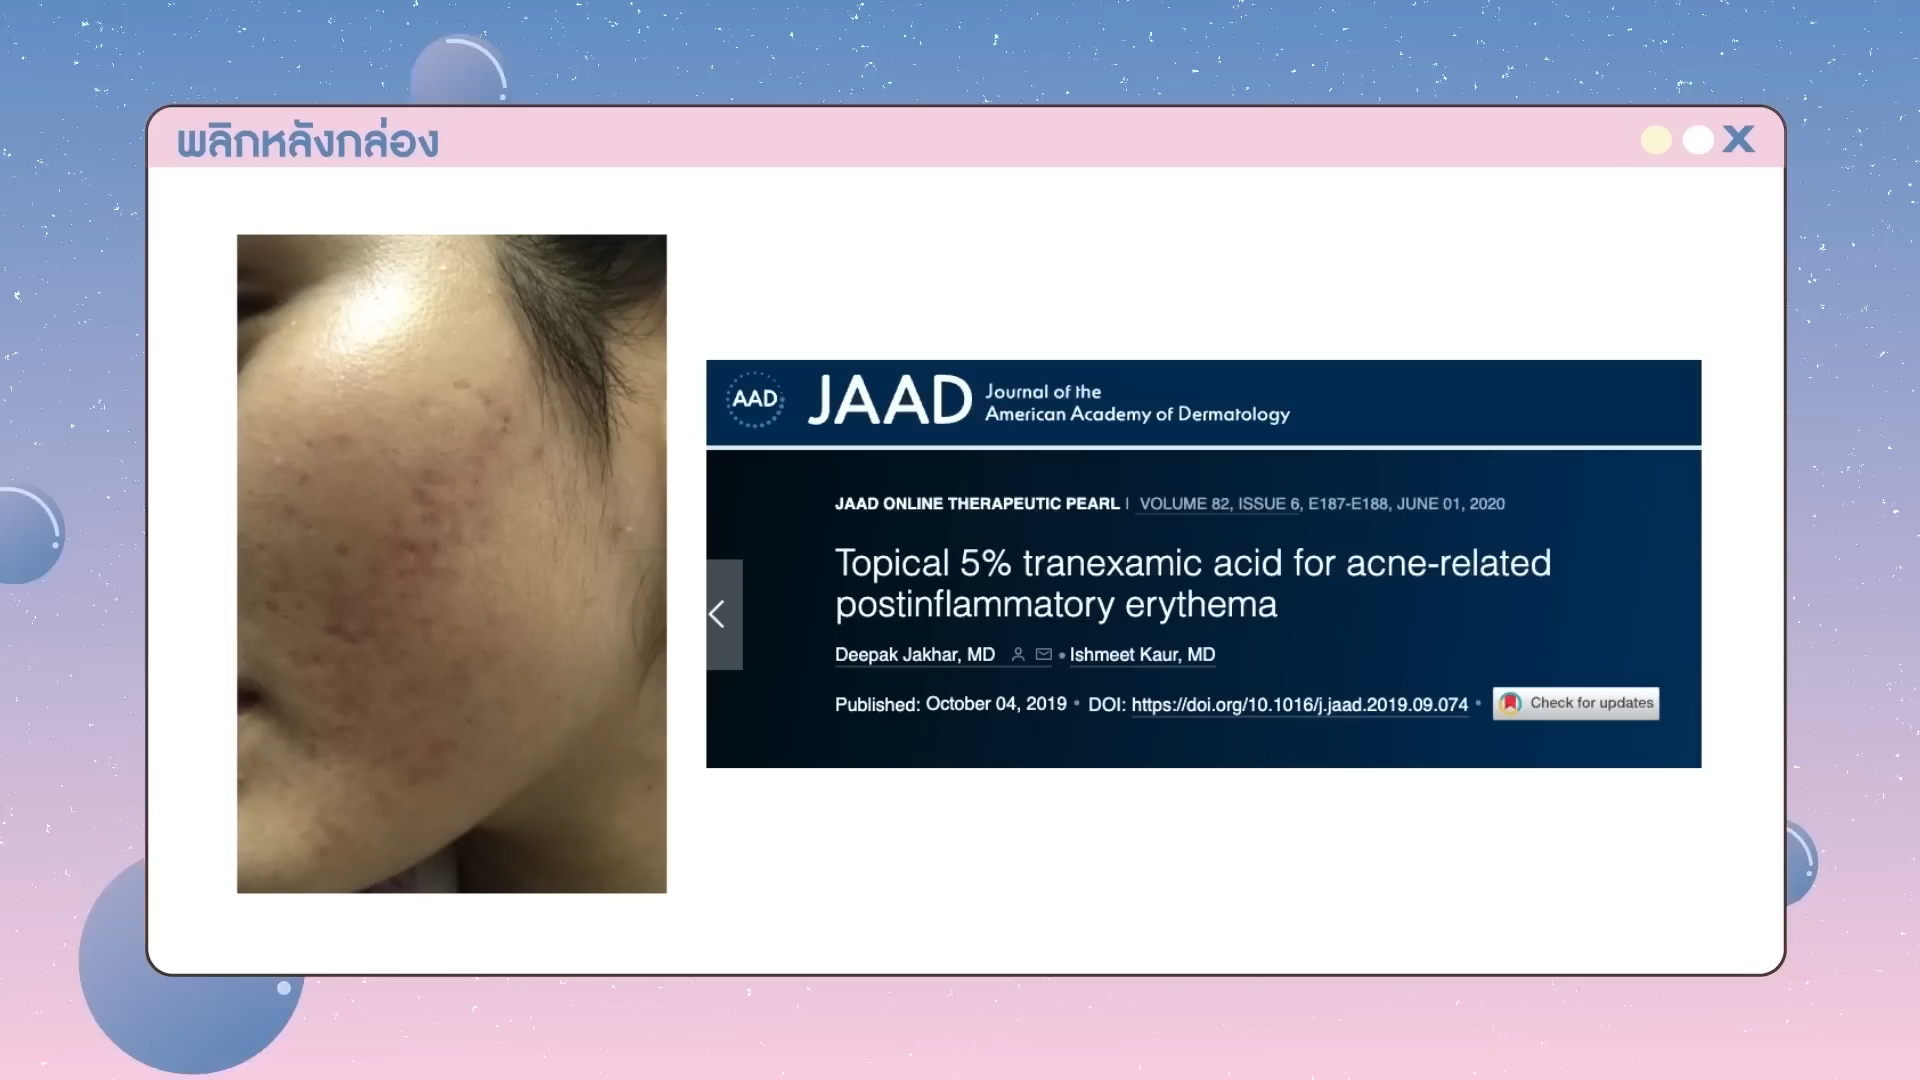 พลิกหลังกล่อง
X
AAD
JAAD
Journal of the
American Academy of Dermatology
JAAD ONLINE THERAPEUTIC PEARL | VOLUME 82, ISSUE 6, E187-E188, JUNE 01, 2020
Topical 5% tranexamic acid for acne-related
postinflammatory erythema
Deepak Jakhar, MD • Ishmeet Kaur, MD
Published: October 04, 2019 • DOI: https://doi.org/10.1016/j.jaad.2019.09.074 • Check for updates